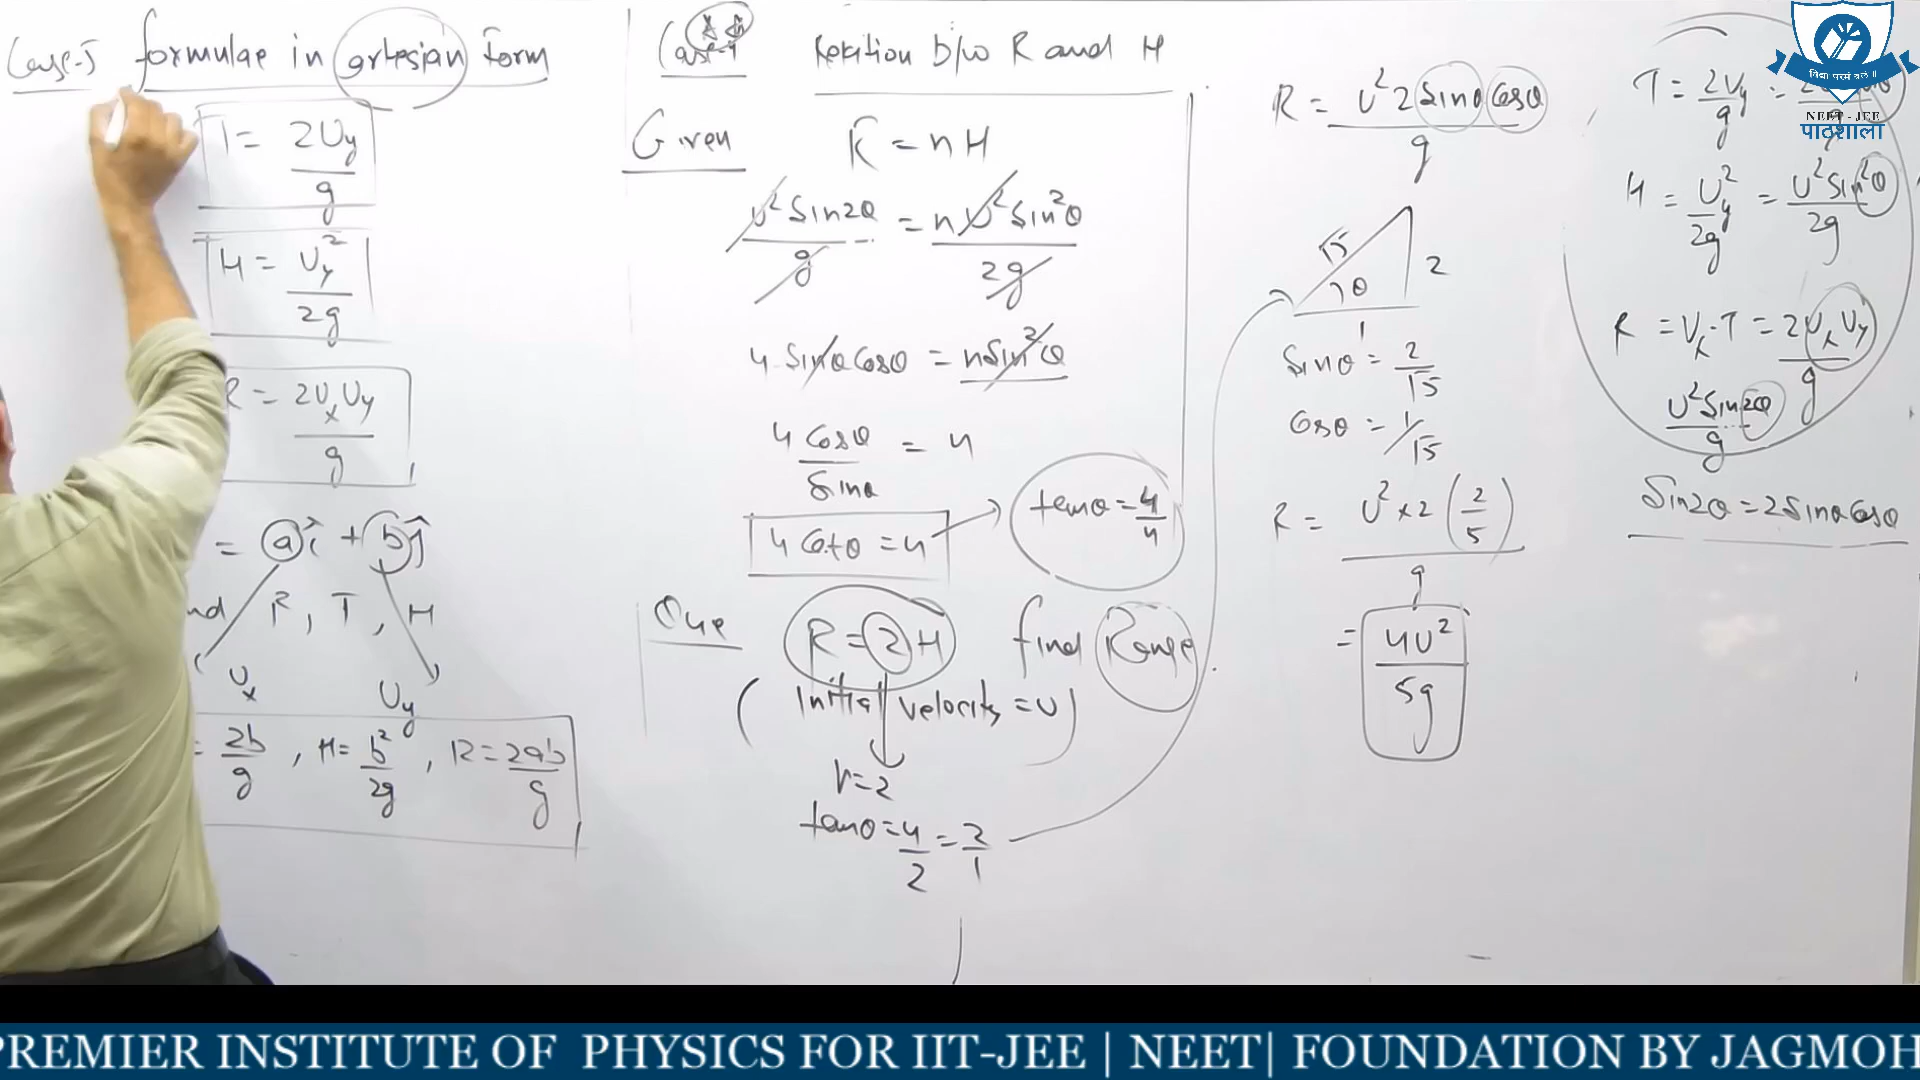 Case-5 formulae in Cartesian Form
T = 2Uy / g
H = Uy² / 2g
R = 2UxUy / g
= a î + b ĵ
R, T, H
Ux Uy
= 2b / g , H = b² / 2g , R = 2ab / g
Case-4 Relation b/w R and H
Given R = nH
U² Sin2θ / g = n U² Sin²θ / 2g
4 Sinθ Cosθ = n Sin²θ
4 Cosθ / Sinθ = n
4 Cotθ = n
tanθ = 4/n
Que R = 2H find Range
( initial velocity = U )
n = 2
tanθ = 4/2 = 2/1
R = U² 2 Sinθ Cosθ / g
√5 2
θ
1
Sinθ = 2/√5
Cosθ = 1/√5
R = U² × 2 (2/5) / g
= 4U² / 5g
T = 2Uy / g =
H = Uy² / 2g = U² Sin²θ / 2g
R = Ux·T = 2UxUy / g
U² Sin2θ / g
Sin2θ = 2 Sinθ Cosθ
NEET - JEE
पाठशाला
PREMIER INSTITUTE OF PHYSICS FOR IIT-JEE | NEET| FOUNDATION BY JAGMOH